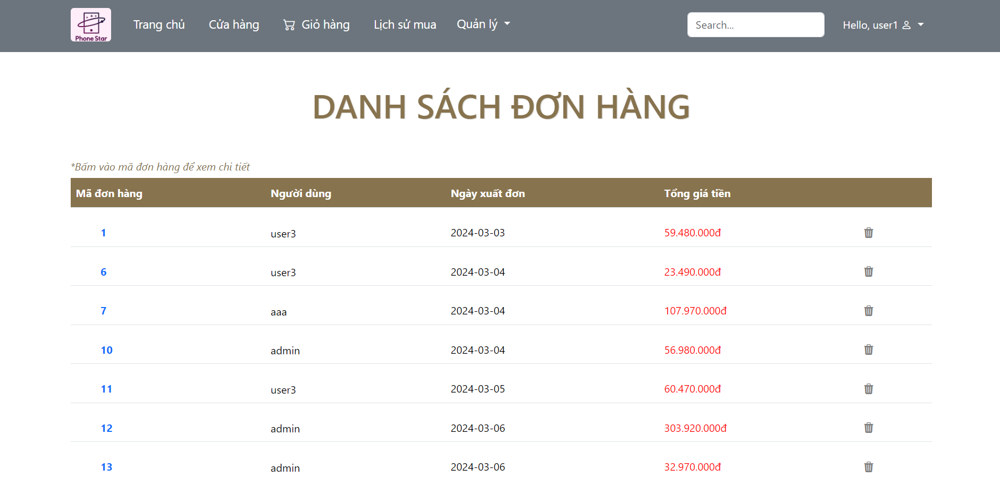 Phone Star
Trang chủ Cửa hàng Giỏ hàng Lịch sử mua Quản lý Search... Hello, user1
DANH SÁCH ĐƠN HÀNG
*Bấm vào mã đơn hàng để xem chi tiết
Mã đơn hàng Người dùng Ngày xuất đơn Tổng giá tiền
1 user3 2024-03-03 59.480.000đ
6 user3 2024-03-04 23.490.000đ
7 aaa 2024-03-04 107.970.000đ
10 admin 2024-03-04 56.980.000đ
11 user3 2024-03-05 60.470.000đ
12 admin 2024-03-06 303.920.000đ
13 admin 2024-03-06 32.970.000đ